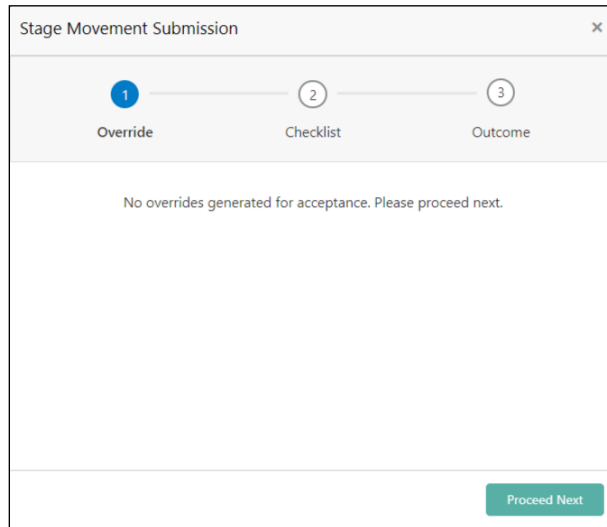 Stage Movement Submission ×
1 2 3
Override Checklist Outcome
No overrides generated for acceptance. Please proceed next.
Proceed Next